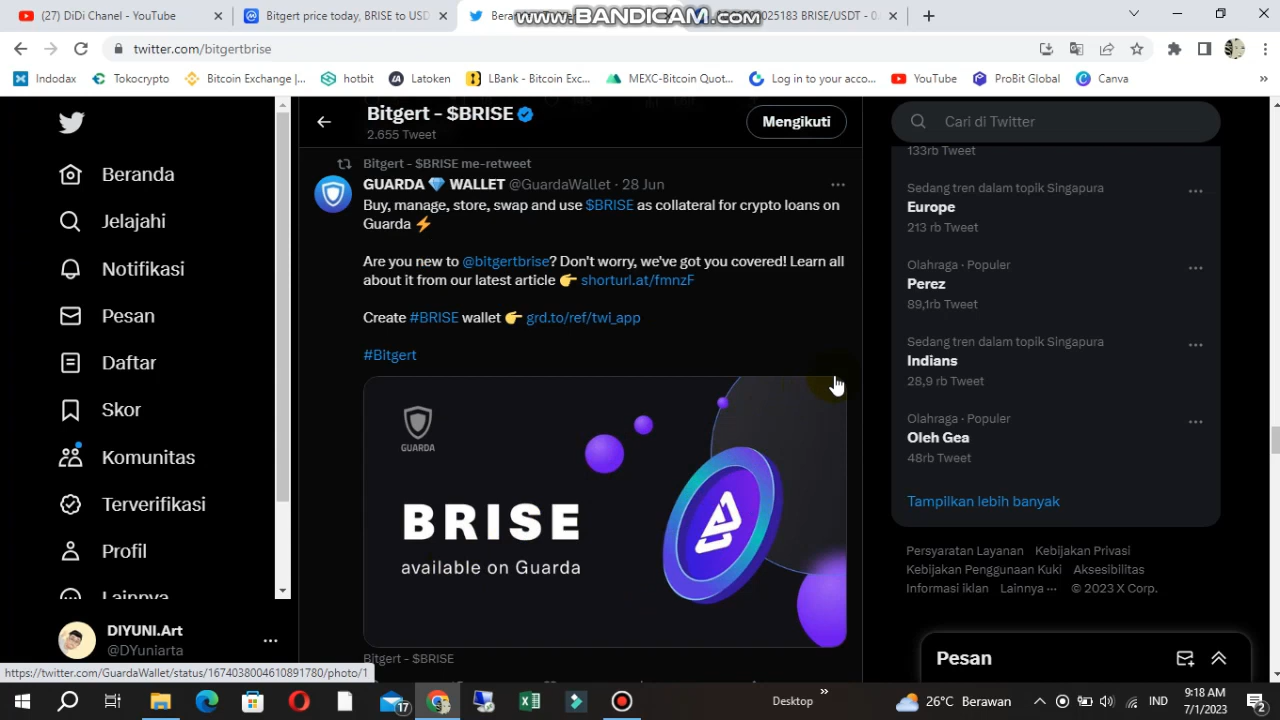 (27) DiDi Chanel - YouTube
Bitgert price today, BRISE to USD
Bera
www.BANDICAM.com
025183 BRISE/USDT - 0.
twitter.com/bitgertbrise
Indodax
Tokocrypto
Bitcoin Exchange |...
hotbit
Latoken
LBank - Bitcoin Exc...
MEXC-Bitcoin Quot...
Log in to your acco...
YouTube
ProBit Global
Canva
Beranda
Jelajahi
Notifikasi
Pesan
Daftar
Skor
Komunitas
Terverifikasi
Profil
Lainnya
DIYUNI.Art
@DYuniarta
Bitgert - $BRISE
2.655 Tweet
Mengikuti
Bitgert - $BRISE me-retweet
GUARDA 💎 WALLET @GuardaWallet · 28 Jun
Buy, manage, store, swap and use $BRISE as collateral for crypto loans on
Guarda ⚡
Are you new to @bitgertbrise? Don't worry, we've got you covered! Learn all
about it from our latest article 👉 shorturl.at/fmnzF
Create #BRISE wallet 👉 grd.to/ref/twi_app
#Bitgert
GUARDA
BRISE
available on Guarda
Bitgert - $BRISE
Cari di Twitter
133rb Tweet
Sedang tren dalam topik Singapura
Europe
213 rb Tweet
Olahraga · Populer
Perez
89,1rb Tweet
Sedang tren dalam topik Singapura
Indians
28,9 rb Tweet
Olahraga · Populer
Oleh Gea
48rb Tweet
Tampilkan lebih banyak
Persyaratan Layanan Kebijakan Privasi
Kebijakan Penggunaan Kuki Aksesibilitas
Informasi iklan Lainnya ··· © 2023 X Corp.
Pesan
https://twitter.com/GuardaWallet/status/1674038004610891780/photo/1
17
Desktop
26°C Berawan
IND
9:18 AM
7/1/2023
2